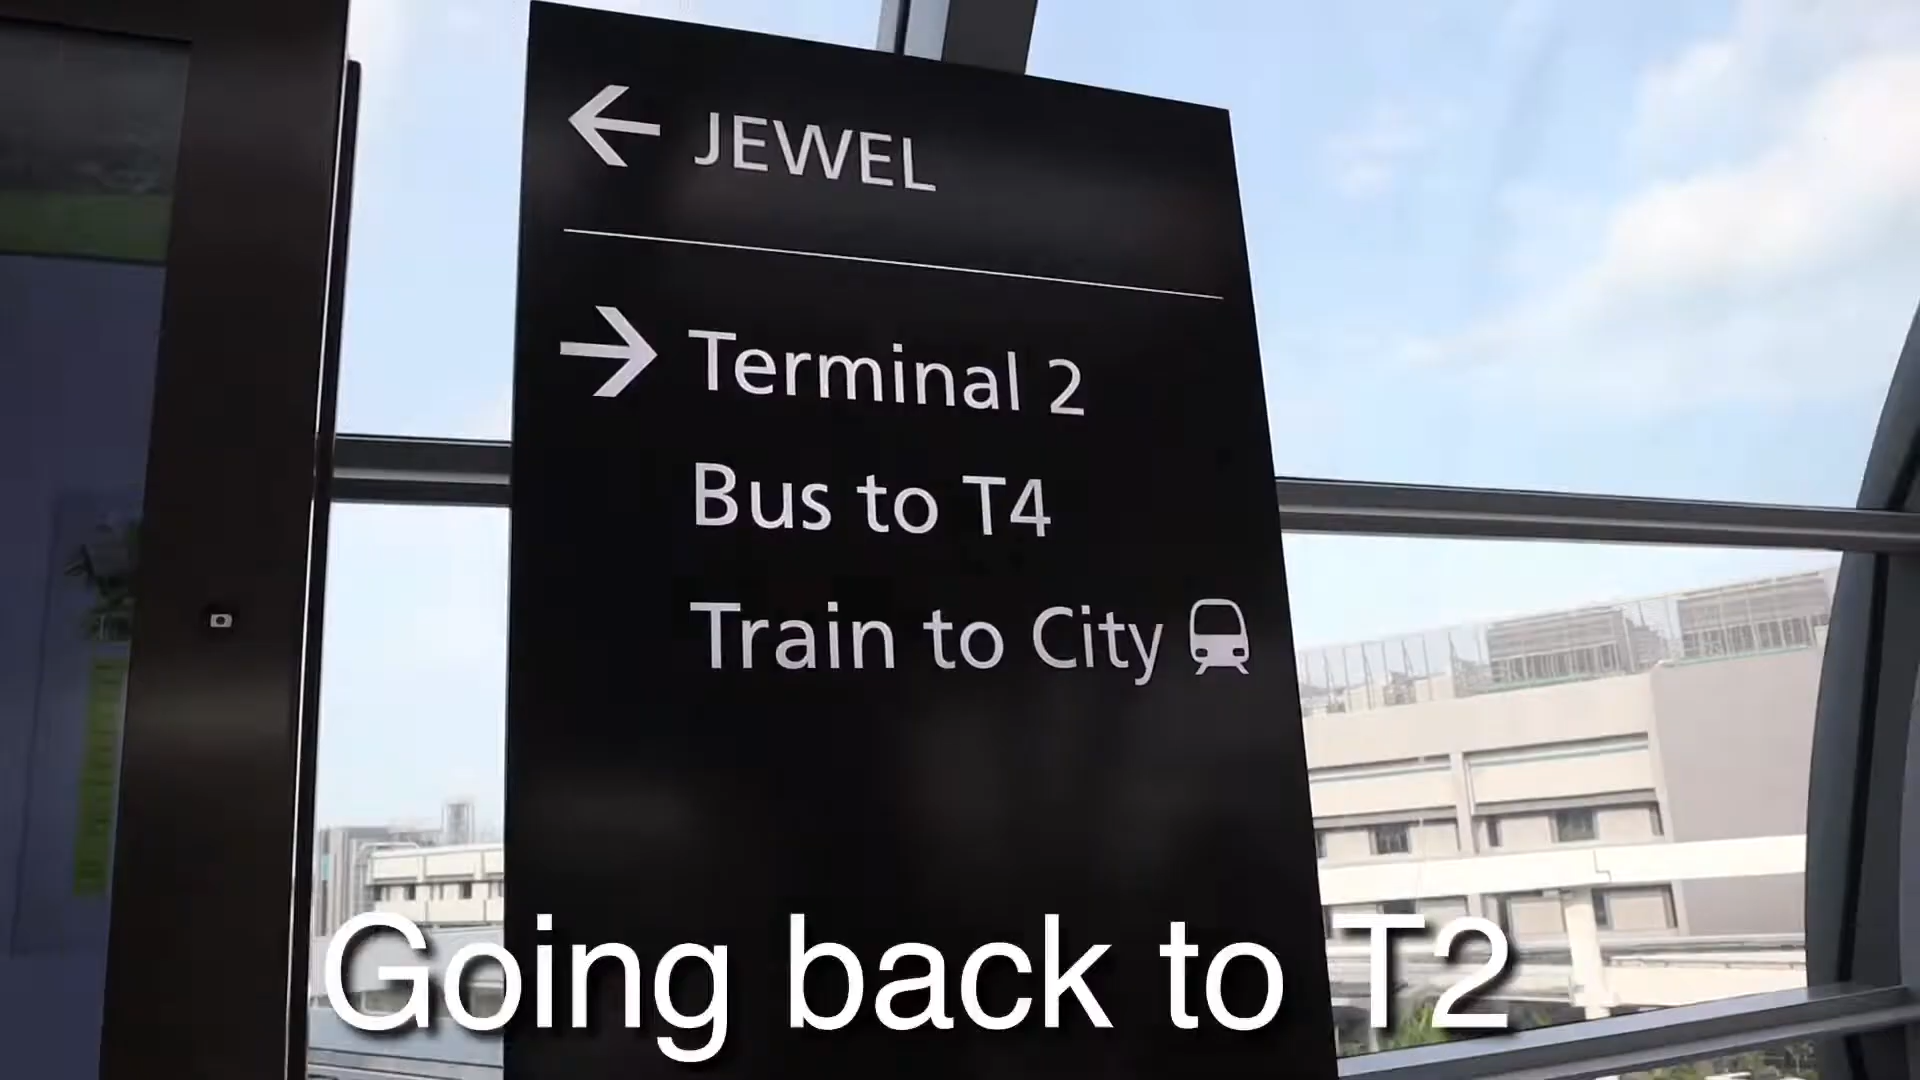 JEWEL
Terminal 2
Bus to T4
Train to City
Going back to T2